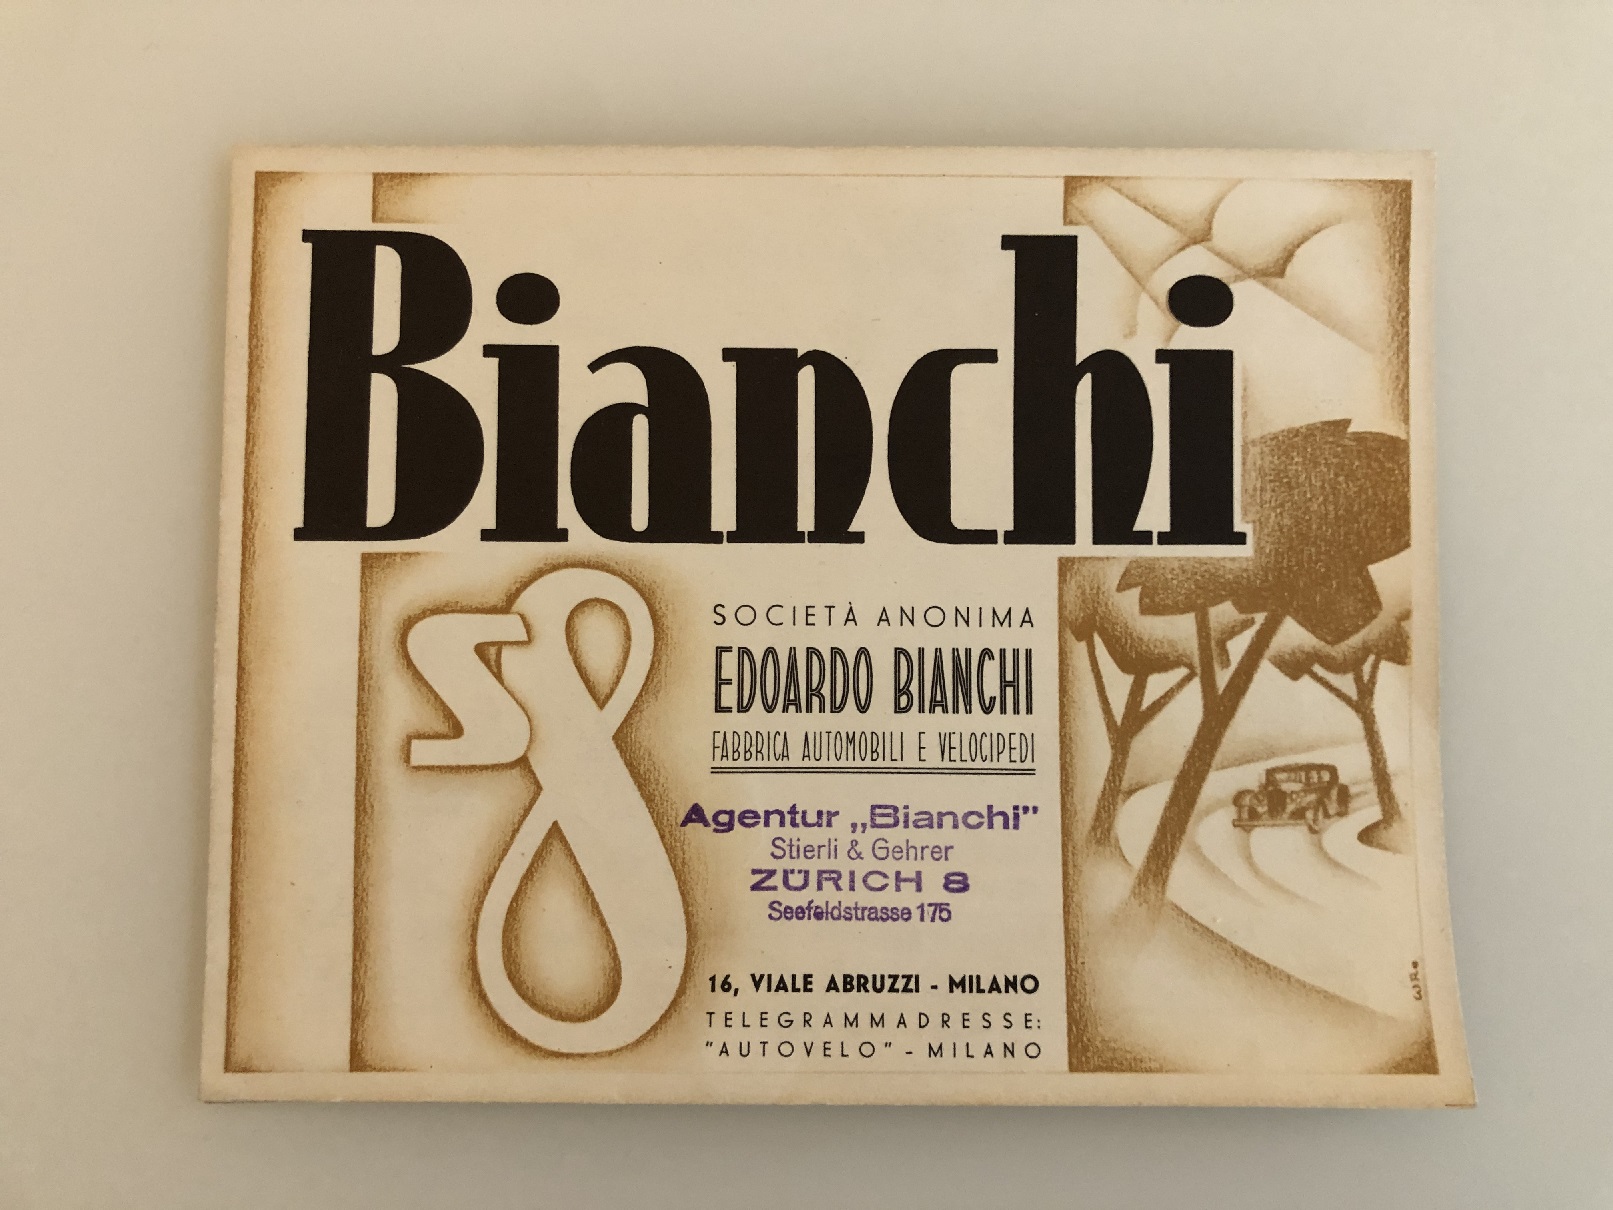 Bianchi
S8
SOCIETÀ ANONIMA
EDOARDO BIANCHI
FABBRICA AUTOMOBILI E VELOCIPEDI
Agentur „Bianchi”
Stierli & Gehrer
ZÜRICH 8
Seefeldstrasse 175
16, VIALE ABRUZZI - MILANO
TELEGRAMMADRESSE:
"AUTOVELO" - MILANO